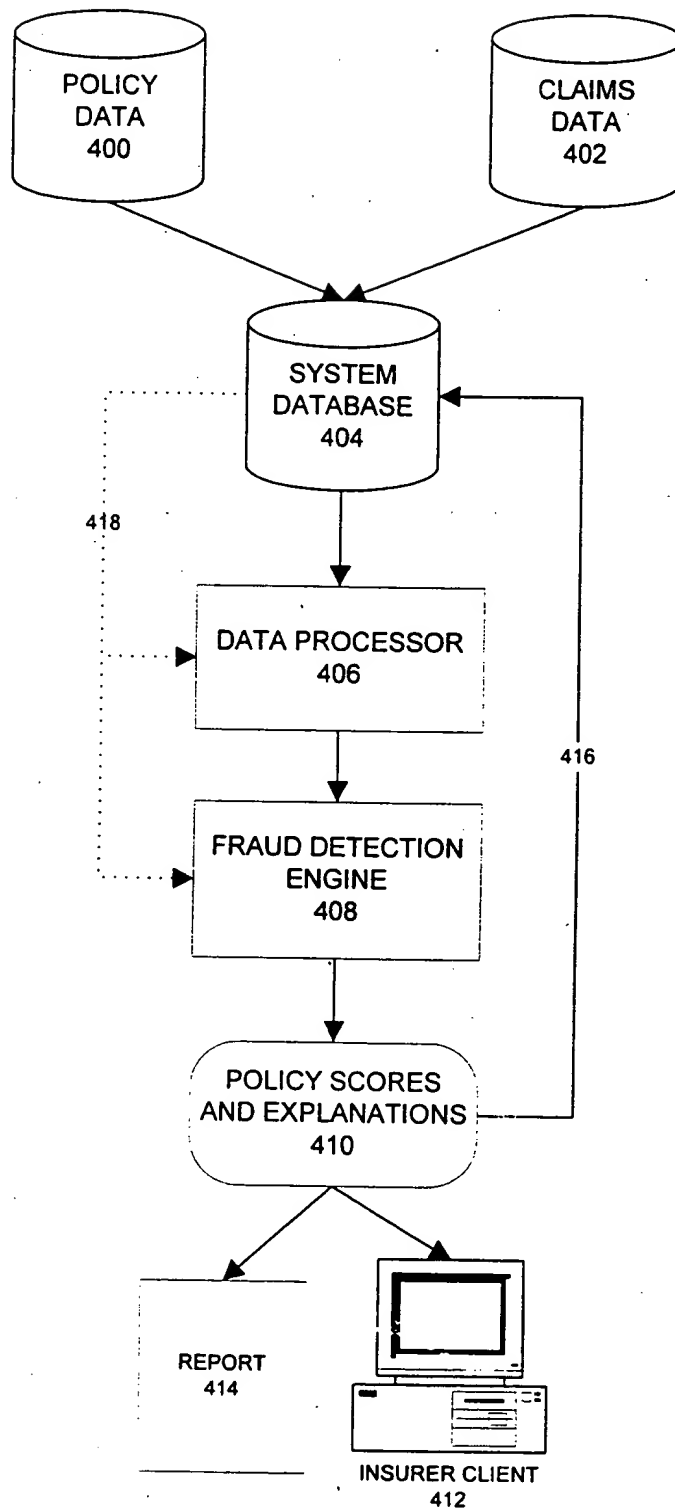 POLICY
DATA
400
CLAIMS
DATA
402
SYSTEM
DATABASE
404
418
DATA PROCESSOR
406
416
FRAUD DETECTION
ENGINE
408
POLICY SCORES
AND EXPLANATIONS
410
REPORT
414
INSURER CLIENT
412